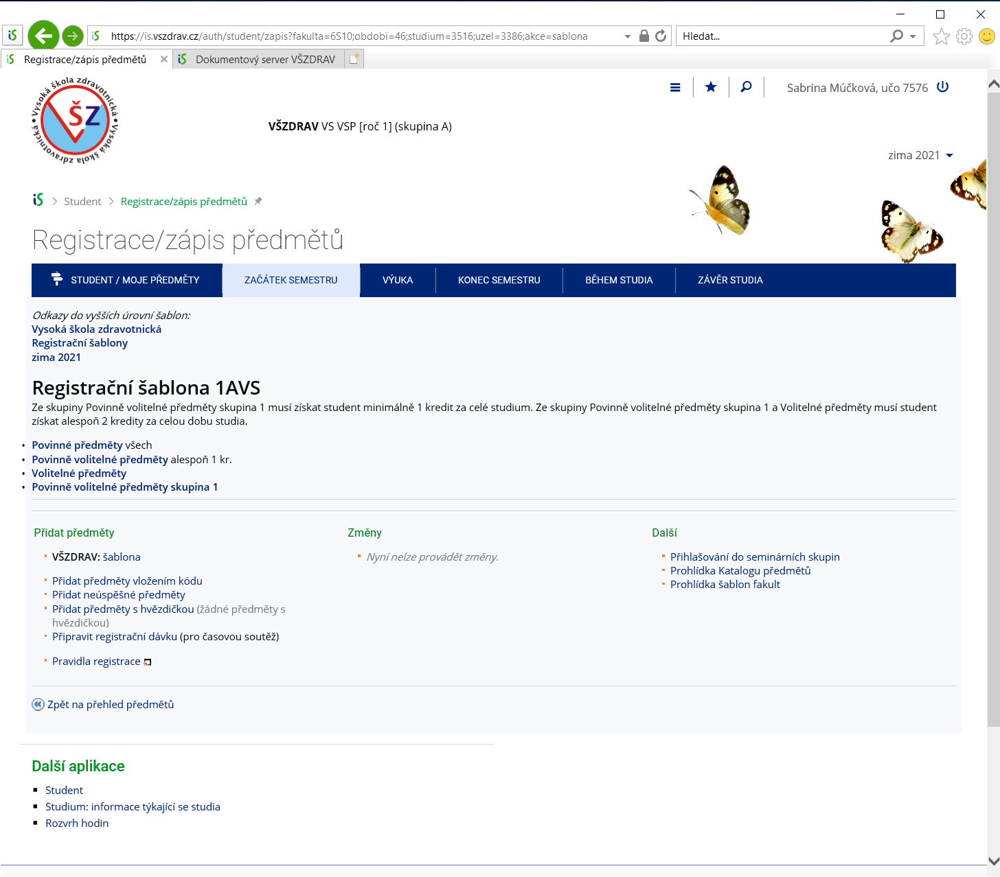 https://is.vszdrav.cz/auth/student/zapis?fakulta=6S10;obdobi=46;studium=3516;uzel=3386;akce=sablona
Hledat...
Registrace/zápis předmětů
Dokumentový server VŠZDRAV
Vysoká škola zdravotnická Vysoká škola zdravotnická
VŠZ
Sabrina Múčková, učo 7576
VŠZDRAV VS VSP [roč 1] (skupina A)
zima 2021
Student
Registrace/zápis předmětů
Registrace/zápis předmětů
STUDENT / MOJE PŘEDMĚTY
ZAČÁTEK SEMESTRU
VÝUKA
KONEC SEMESTRU
BĚHEM STUDIA
ZÁVĚR STUDIA
Odkazy do vyšších úrovní šablon:
Vysoká škola zdravotnická
Registrační šablony
zima 2021
Registrační šablona 1AVS
Ze skupiny Povinně volitelné předměty skupina 1 musí získat student minimálně 1 kredit za celé studium. Ze skupiny Povinně volitelné předměty skupina 1 a Volitelné předměty musí student
získat alespoň 2 kredity za celou dobu studia.
• Povinné předměty všech
• Povinně volitelné předměty alespoň 1 kr.
• Volitelné předměty
• Povinně volitelné předměty skupina 1
Přidat předměty
VŠZDRAV: šablona
Přidat předměty vložením kódu
Přidat neúspěšné předměty
Přidat předměty s hvězdičkou (žádné předměty s
hvězdičkou)
Připravit registrační dávku (pro časovou soutěž)
Pravidla registrace
Změny
Nyní nelze provádět změny.
Další
Přihlašování do seminárních skupin
Prohlídka Katalogu předmětů
Prohlídka šablon fakult
Zpět na přehled předmětů
Další aplikace
Student
Studium: informace týkající se studia
Rozvrh hodin